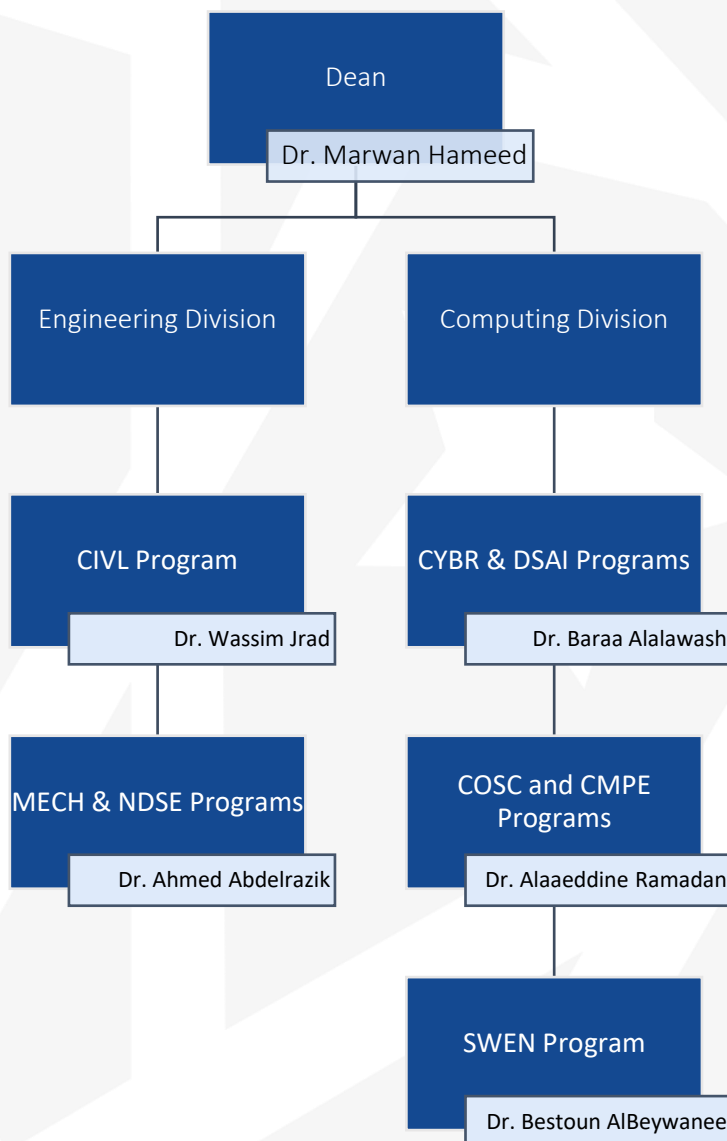 Dean
Dr. Marwan Hameed
Engineering Division
Computing Division
CIVL Program
Dr. Wassim Jrad
CYBR & DSAI Programs
Dr. Baraa Alalawash
MECH & NDSE Programs
Dr. Ahmed Abdelrazik
COSC and CMPE
Programs
Dr. Alaaeddine Ramadan
SWEN Program
Dr. Bestoun AlBeywanee